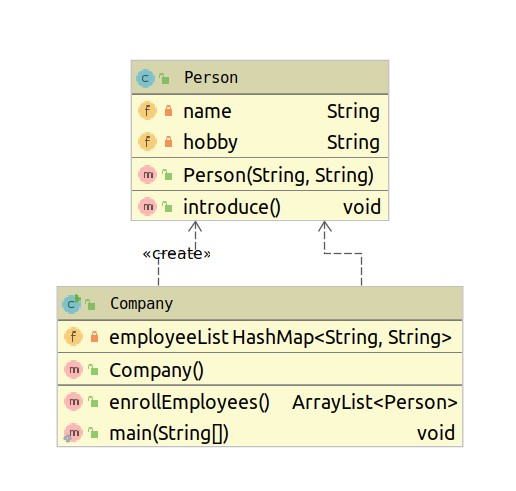 Person
name String
hobby String
Person(String, String)
introduce() void
«create»
Company
employeeList HashMap<String, String>
Company()
enrollEmployees() ArrayList<Person>
main(String[]) void